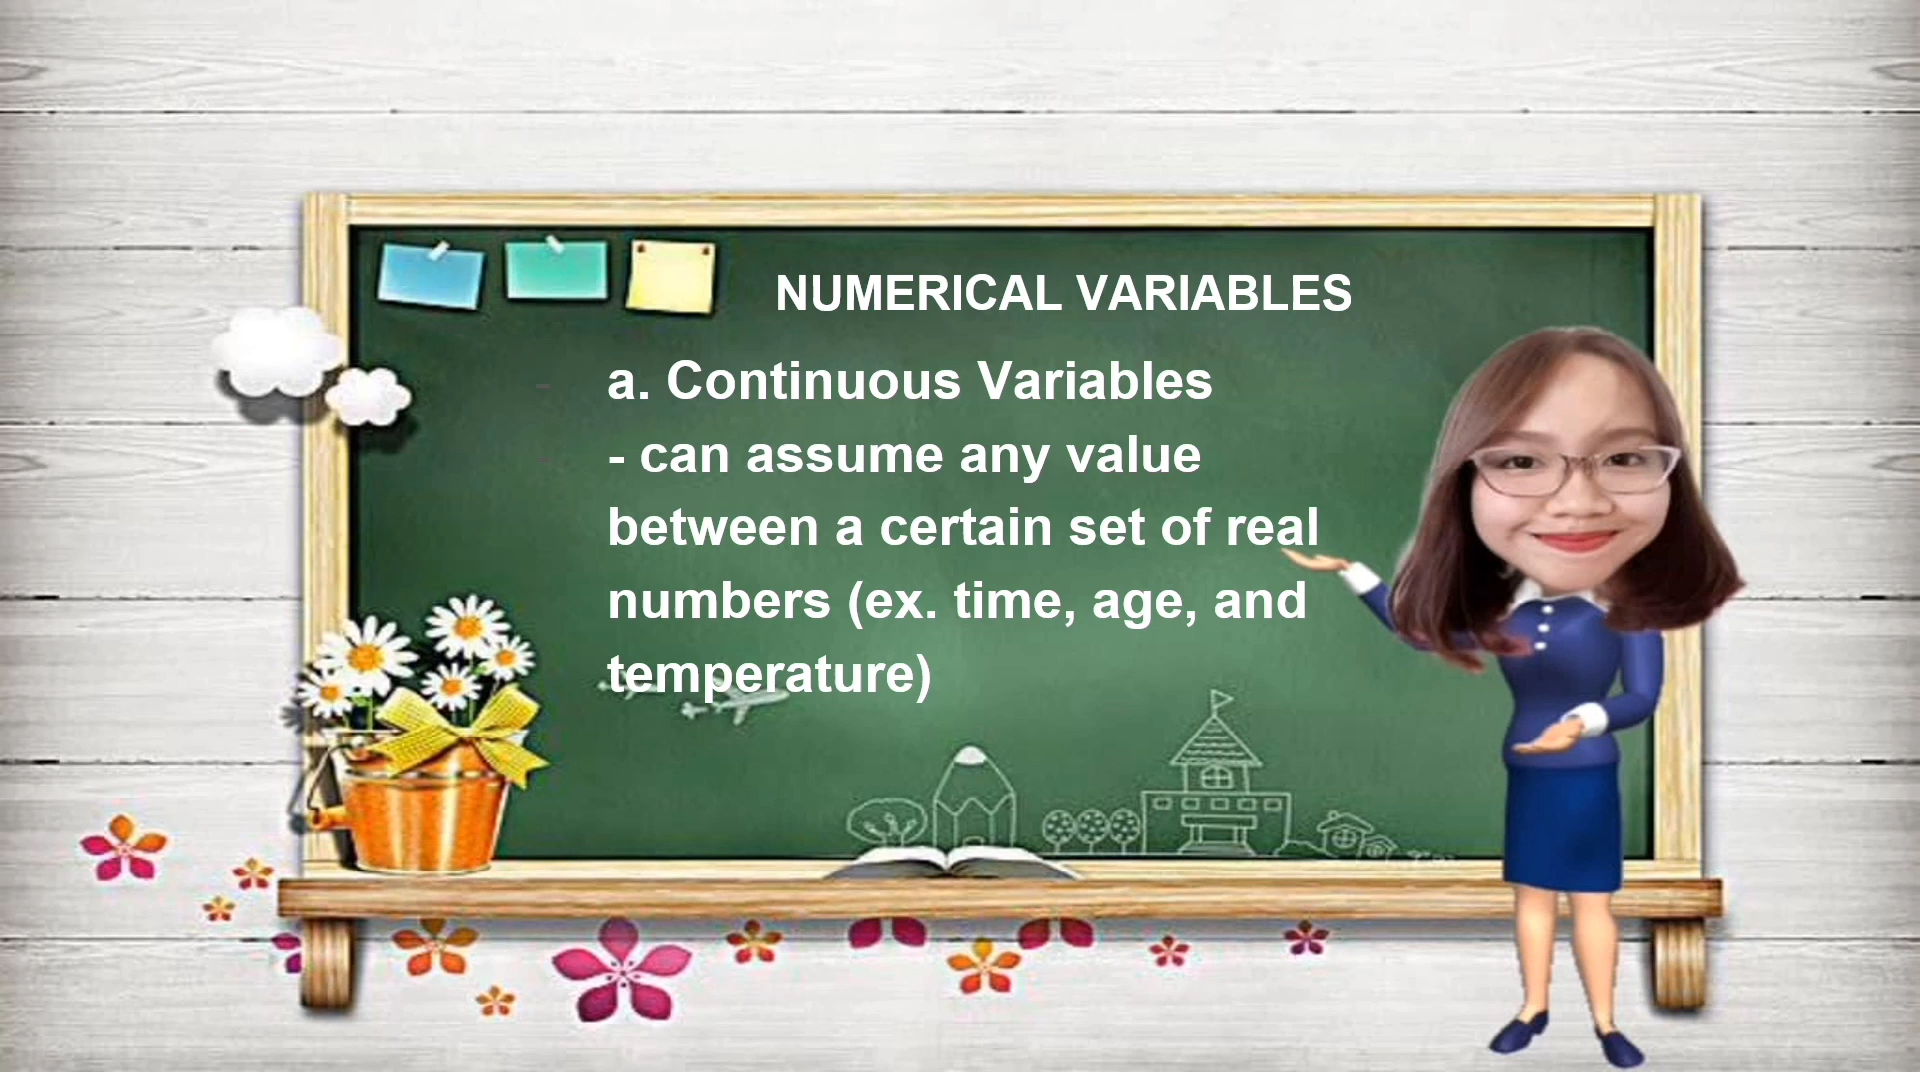 NUMERICAL VARIABLES
a. Continuous Variables
- can assume any value
between a certain set of real
numbers (ex. time, age, and
temperature)